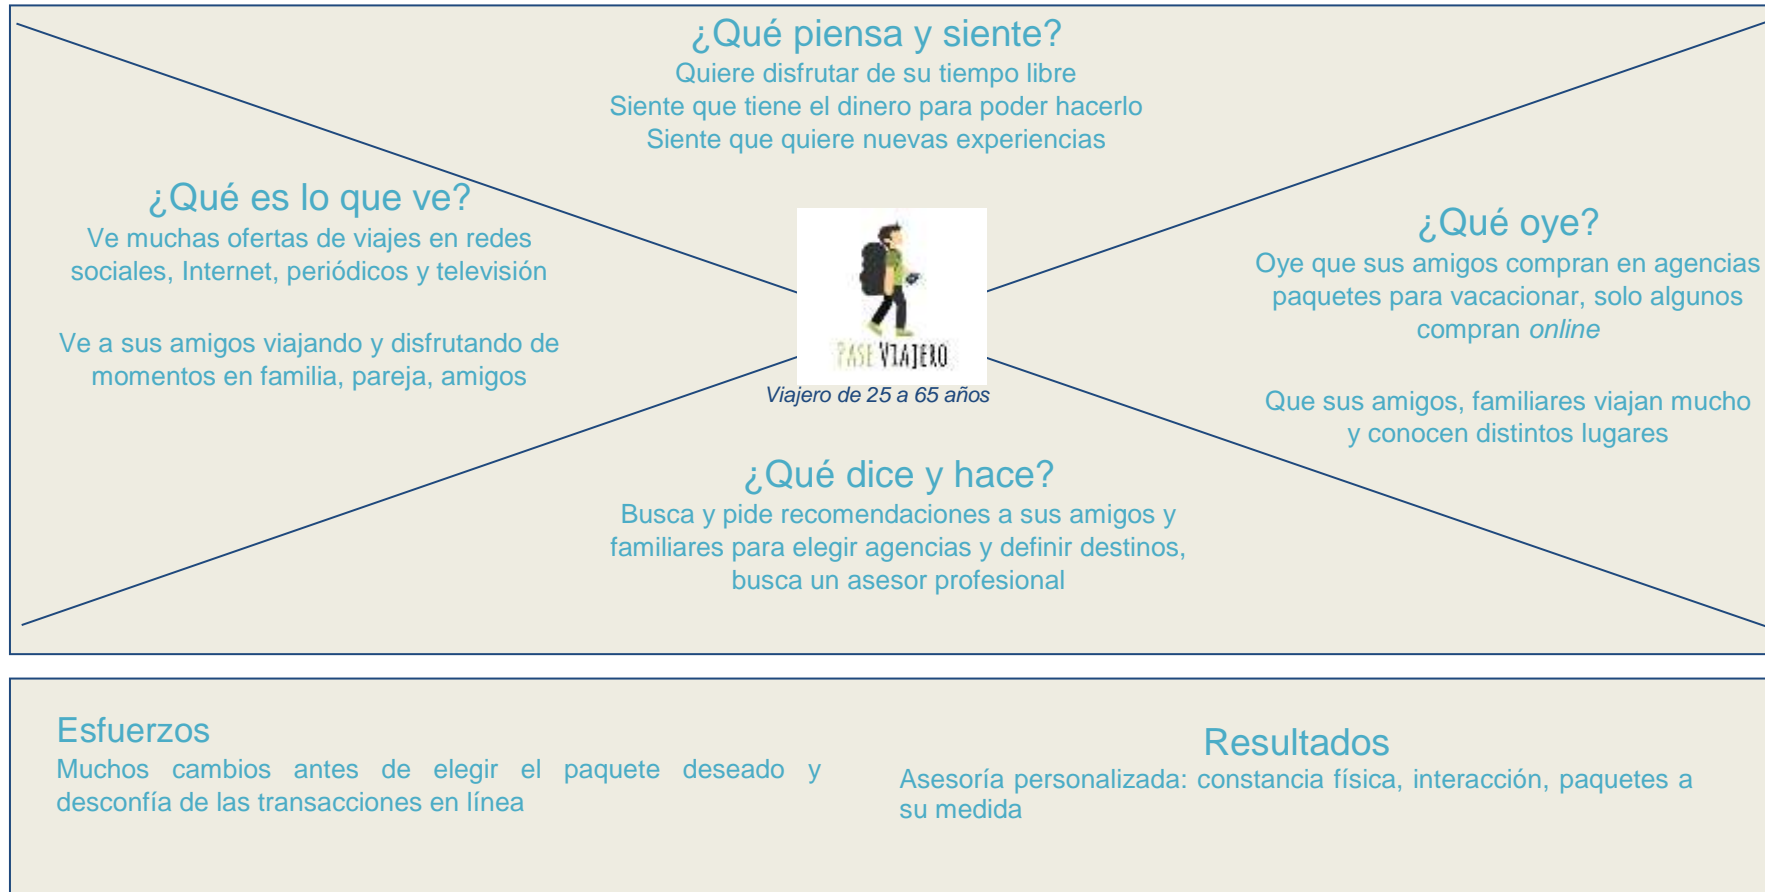 ¿Qué piensa y siente?
Quiere disfrutar de su tiempo libre
Siente que tiene el dinero para poder hacerlo
Siente que quiere nuevas experiencias
¿Qué es lo que ve?
Ve muchas ofertas de viajes en redes
sociales, Internet, periódicos y televisión
Ve a sus amigos viajando y disfrutando de
momentos en familia, pareja, amigos
PASE VIAJERO
Viajero de 25 a 65 años
¿Qué oye?
Oye que sus amigos compran en agencias
paquetes para vacacionar, solo algunos
compran online
Que sus amigos, familiares viajan mucho
y conocen distintos lugares
¿Qué dice y hace?
Busca y pide recomendaciones a sus amigos y
familiares para elegir agencias y definir destinos,
busca un asesor profesional
Esfuerzos
Muchos cambios antes de elegir el paquete deseado y
desconfía de las transacciones en línea
Resultados
Asesoría personalizada: constancia física, interacción, paquetes a
su medida